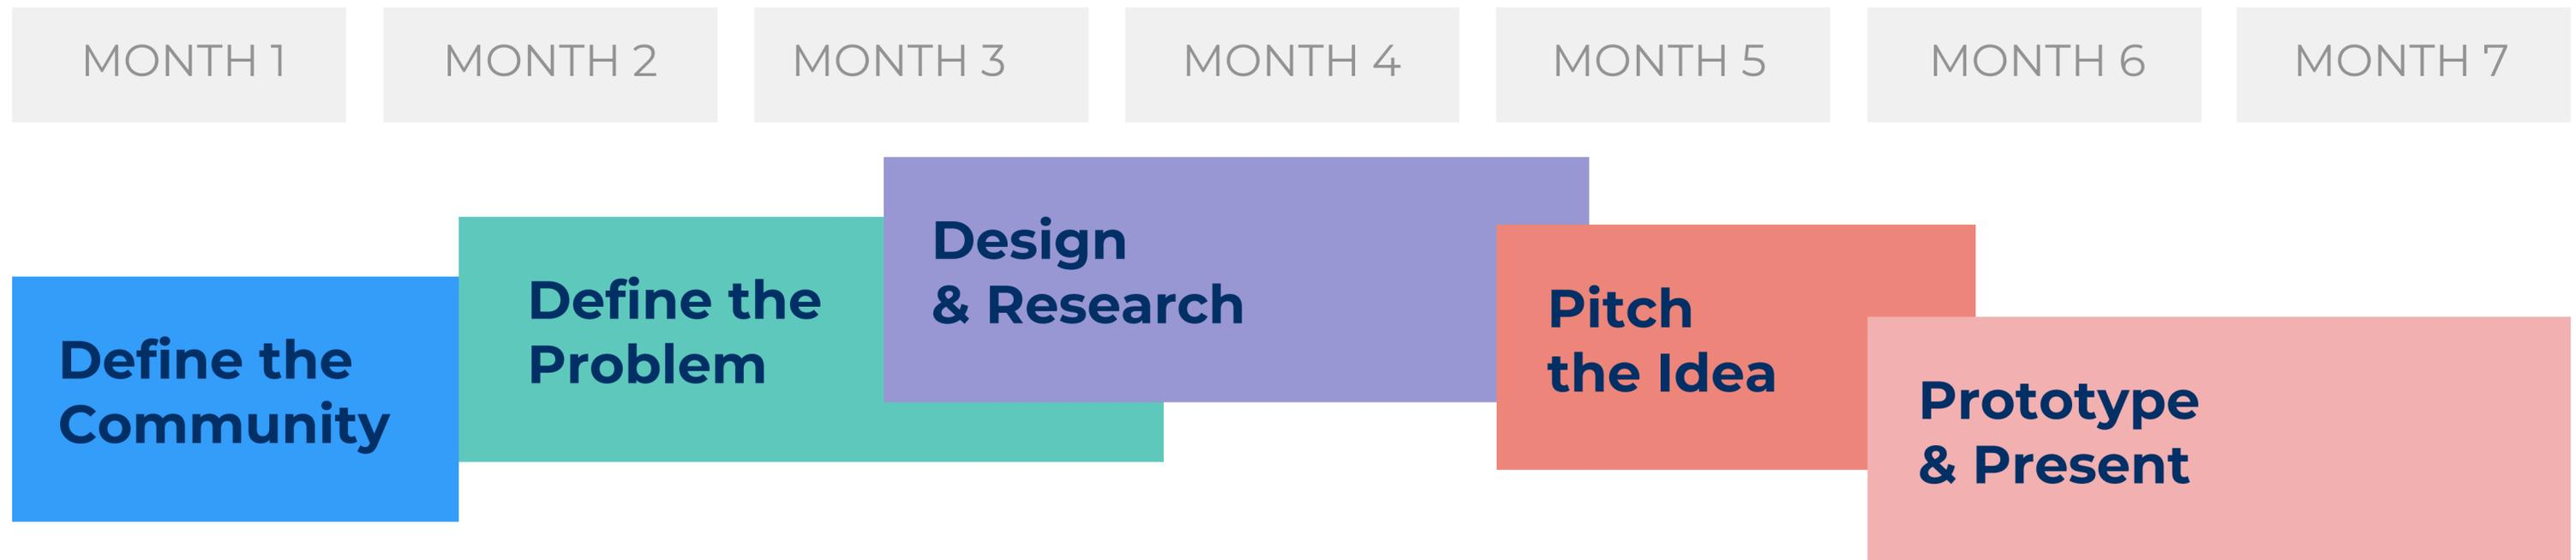 MONTH 1
MONTH 2
MONTH 3
MONTH 4
MONTH 5
MONTH 6
MONTH 7
Define the
Community
Define the
Problem
Design
& Research
Pitch
the Idea
Prototype
& Present